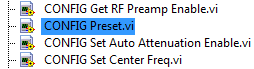 CONFIG Get RF Preamp Enable.vi
CONFIG Preset.vi
CONFIG Set Auto Attenuation Enable.vi
CONFIG Set Center Freq.vi